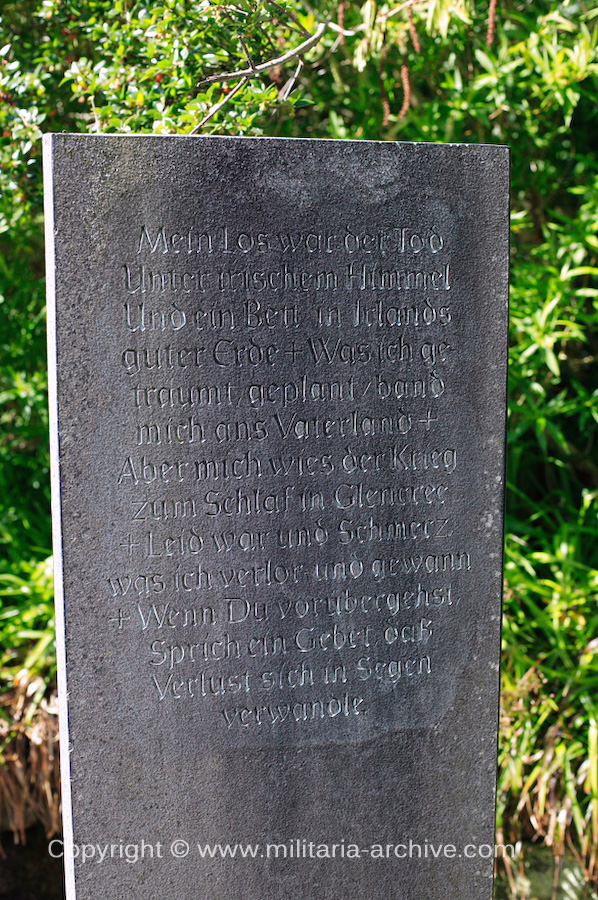 Mein Los war der Tod
Unter irischem Himmel
Und ein Bett in Irlands
guter Erde + Was ich ge
träumt/geplant/band
mich ans Vaterland +
Aber mich wies der Krieg
zum Schlaf in Glencree
+ Leid war und Schmerz
was ich verlor und gewann
+ Wenn Du vorübergehst
Sprich ein Gebet, daß
Verlust sich in Segen
verwandle.
Copyright © www.militaria-archive.com